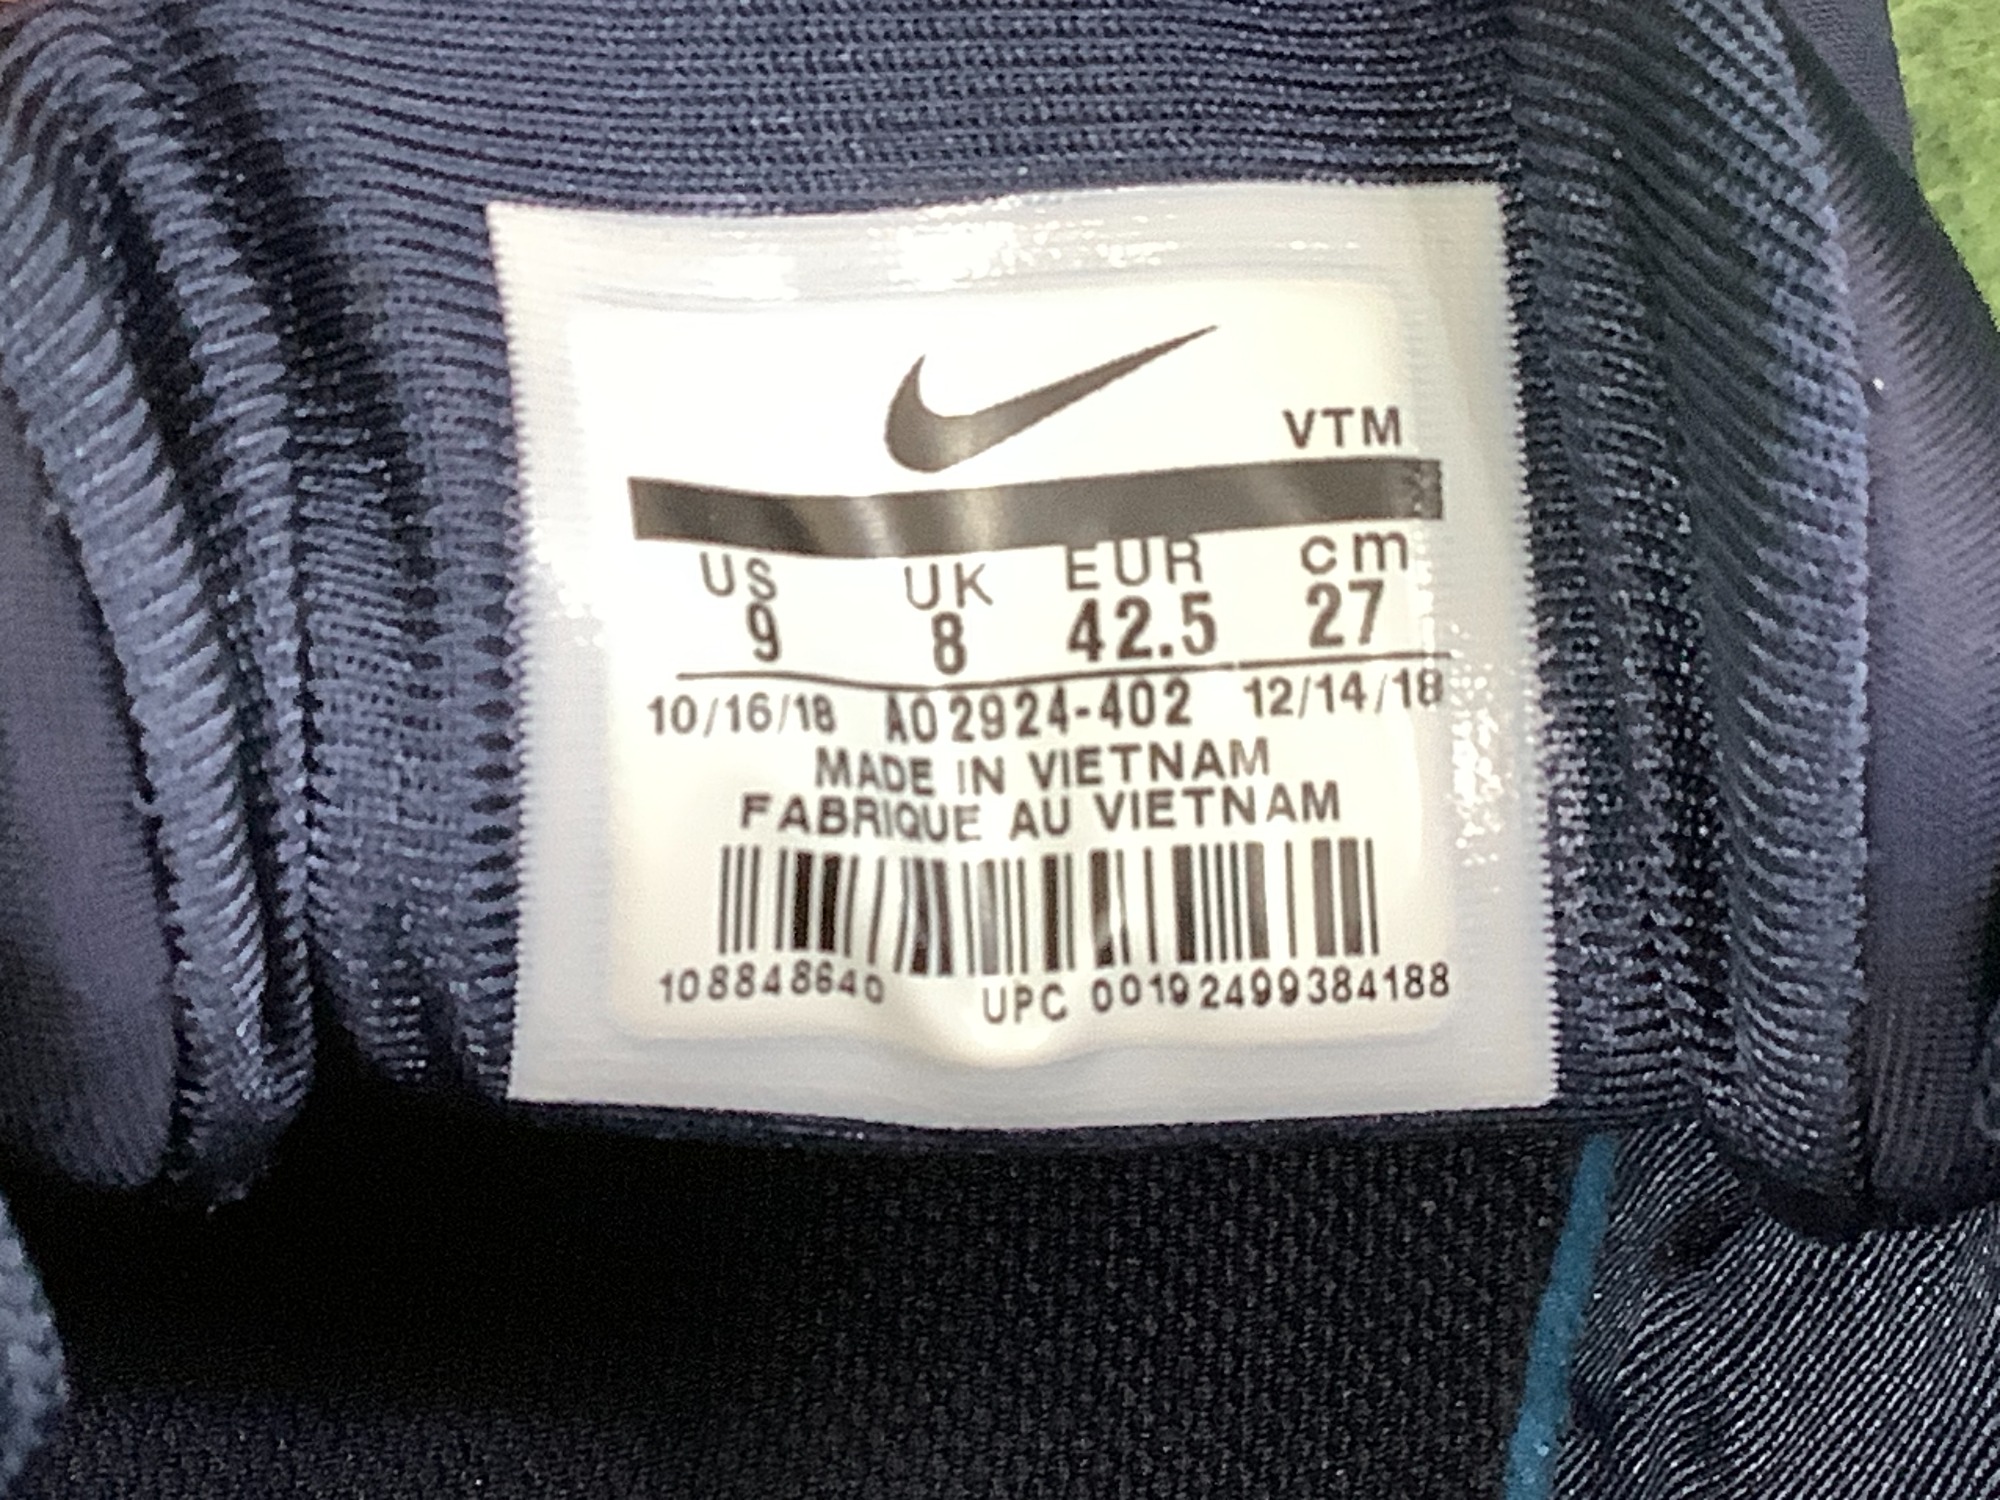 VTM
US UK EUR cm
9 8 42.5 27
10/16/18 AO2924-402 12/14/18
MADE IN VIETNAM
FABRIQUE AU VIETNAM
108848640 UPC 00192499384188